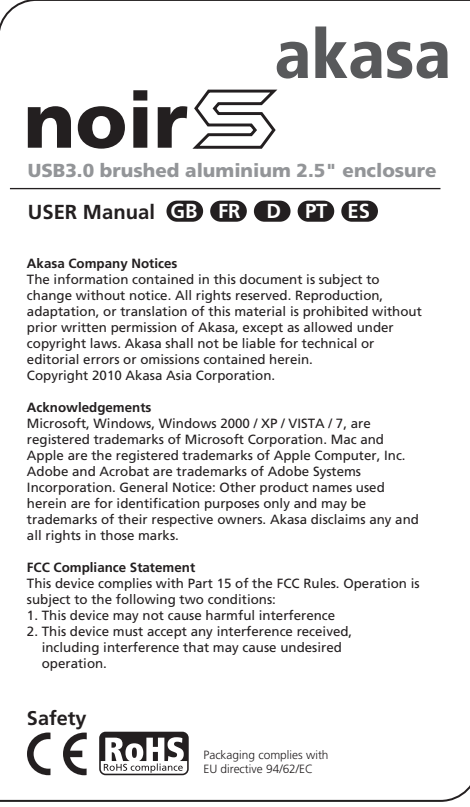 akasa
noir S
USB3.0 brushed aluminium 2.5" enclosure
USER Manual GB FR D PT ES
Akasa Company Notices
The information contained in this document is subject to
change without notice. All rights reserved. Reproduction,
adaptation, or translation of this material is prohibited without
prior written permission of Akasa, except as allowed under
copyright laws. Akasa shall not be liable for technical or
editorial errors or omissions contained herein.
Copyright 2010 Akasa Asia Corporation.
Acknowledgements
Microsoft, Windows, Windows 2000 / XP / VISTA / 7, are
registered trademarks of Microsoft Corporation. Mac and
Apple are the registered trademarks of Apple Computer, Inc.
Adobe and Acrobat are trademarks of Adobe Systems
Incorporation. General Notice: Other product names used
herein are for identification purposes only and may be
trademarks of their respective owners. Akasa disclaims any and
all rights in those marks.
FCC Compliance Statement
This device complies with Part 15 of the FCC Rules. Operation is
subject to the following two conditions:
1. This device may not cause harmful interference
2. This device must accept any interference received,
including interference that may cause undesired
operation.
Safety
CE RoHS
RoHS compliance
Packaging complies with
EU directive 94/62/EC